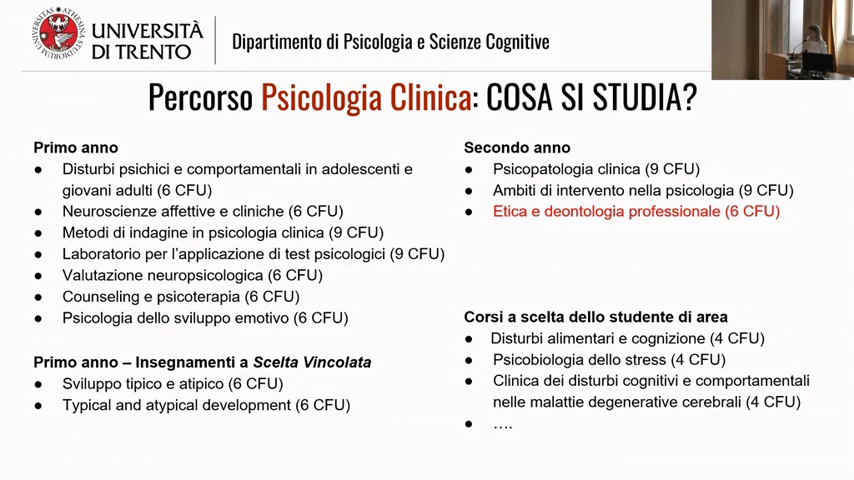 UNIVERSITÀ
DI TRENTO
Dipartimento di Psicologia e Scienze Cognitive
Percorso Psicologia Clinica: COSA SI STUDIA?
Primo anno
● Disturbi psichici e comportamentali in adolescenti e
giovani adulti (6 CFU)
● Neuroscienze affettive e cliniche (6 CFU)
● Metodi di indagine in psicologia clinica (9 CFU)
● Laboratorio per l'applicazione di test psicologici (9 CFU)
● Valutazione neuropsicologica (6 CFU)
● Counseling e psicoterapia (6 CFU)
● Psicologia dello sviluppo emotivo (6 CFU)
Primo anno – Insegnamenti a Scelta Vincolata
● Sviluppo tipico e atipico (6 CFU)
● Typical and atypical development (6 CFU)
Secondo anno
● Psicopatologia clinica (9 CFU)
● Ambiti di intervento nella psicologia (9 CFU)
● Etica e deontologia professionale (6 CFU)
Corsi a scelta dello studente di area
● Disturbi alimentari e cognizione (4 CFU)
● Psicobiologia dello stress (4 CFU)
● Clinica dei disturbi cognitivi e comportamentali
nelle malattie degenerative cerebrali (4 CFU)
● ….